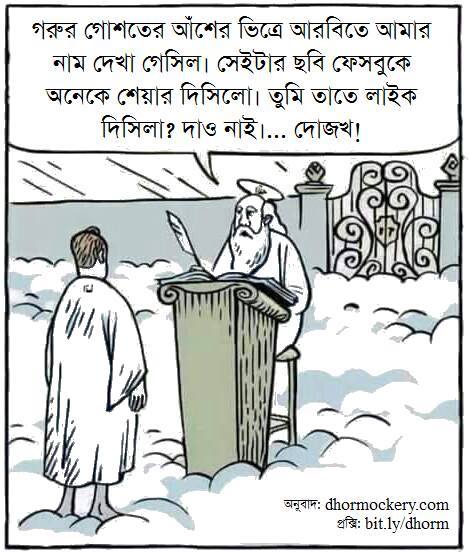 গরুর গোশতের আঁশের ভিত্রে আরবিতে আমার
নাম দেখা গেসিল। সেইটার ছবি ফেসবুকে
অনেকে শেয়ার দিসিলো। তুমি তাতে লাইক
দিসিলা? দাও নাই।... দোজখ!
অনুবাদ: dhormockery.com
প্রক্সি: bit.ly/dhorm